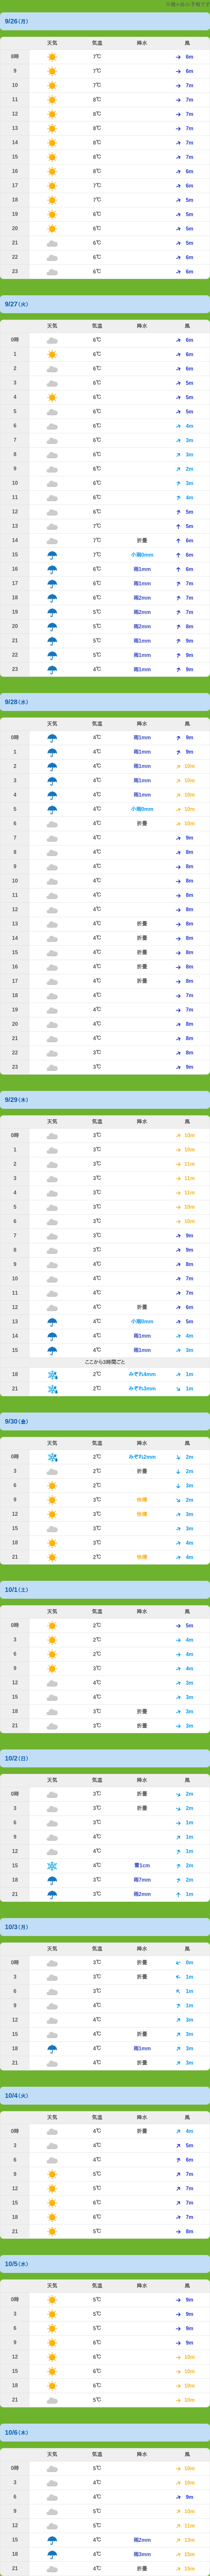 9/26(月)
天気 気温 降水 風
8時 7℃ 6m
9 7℃ 6m
10 7℃ 7m
11 8℃ 7m
12 8℃ 7m
13 8℃ 7m
14 8℃ 7m
15 8℃ 7m
16 8℃ 6m
17 7℃ 6m
18 7℃ 5m
19 6℃ 5m
20 6℃ 5m
21 6℃ 5m
22 6℃ 6m
23 6℃ 6m
9/27(火)
天気 気温 降水 風
0時 6℃ 6m
1 6℃ 6m
2 6℃ 6m
3 6℃ 5m
4 6℃ 5m
5 6℃ 5m
6 6℃ 4m
7 6℃ 3m
8 6℃ 3m
9 6℃ 2m
10 6℃ 3m
11 6℃ 4m
12 6℃ 5m
13 7℃ 5m
14 7℃ 折畳 6m
15 7℃ 小雨0mm 6m
16 6℃ 雨1mm 6m
17 6℃ 雨1mm 7m
18 6℃ 雨2mm 7m
19 5℃ 雨2mm 7m
20 5℃ 雨2mm 8m
21 5℃ 雨1mm 9m
22 5℃ 雨1mm 9m
23 4℃ 雨1mm 9m
9/28(水)
天気 気温 降水 風
0時 4℃ 雨1mm 9m
1 4℃ 雨1mm 9m
2 4℃ 雨1mm 10m
3 4℃ 雨1mm 10m
4 4℃ 雨1mm 10m
5 4℃ 小雨0mm 10m
6 4℃ 折畳 10m
7 4℃ 9m
8 4℃ 8m
9 4℃ 8m
10 4℃ 8m
11 4℃ 8m
12 4℃ 8m
13 4℃ 折畳 8m
14 4℃ 折畳 8m
15 4℃ 折畳 8m
16 4℃ 折畳 8m
17 4℃ 折畳 8m
18 4℃ 7m
19 4℃ 7m
20 4℃ 8m
21 4℃ 8m
22 3℃ 8m
23 3℃ 9m
9/29(木)
天気 気温 降水 風
0時 3℃ 10m
1 3℃ 10m
2 3℃ 11m
3 3℃ 11m
4 3℃ 11m
5 3℃ 10m
6 3℃ 10m
7 3℃ 9m
8 3℃ 9m
9 4℃ 8m
10 4℃ 7m
11 4℃ 7m
12 4℃ 折畳 6m
13 4℃ 小雨0mm 5m
14 4℃ 雨1mm 4m
15 4℃ 雨1mm 3m
ここから3時間ごと
18 2℃ みぞれ4mm 1m
21 2℃ みぞれ3mm 1m
9/30(金)
天気 気温 降水 風
0時 2℃ みぞれ2mm 2m
3 2℃ 折畳 2m
6 2℃ 3m
9 3℃ 快晴 2m
12 3℃ 快晴 3m
15 3℃ 3m
18 3℃ 4m
21 2℃ 快晴 4m
10/1(土)
天気 気温 降水 風
0時 2℃ 5m
3 2℃ 4m
6 2℃ 4m
9 3℃ 4m
12 4℃ 3m
15 4℃ 3m
18 3℃ 折畳 3m
21 3℃ 折畳 3m
10/2(日)
天気 気温 降水 風
0時 3℃ 折畳 2m
3 3℃ 折畳 2m
6 3℃ 1m
9 4℃ 1m
12 4℃ 1m
15 4℃ 雪1cm 2m
18 3℃ 雨7mm 2m
21 3℃ 雨2mm 1m
10/3(月)
天気 気温 降水 風
0時 3℃ 折畳 0m
3 3℃ 折畳 1m
6 3℃ 1m
9 4℃ 1m
12 4℃ 3m
15 4℃ 折畳 3m
18 4℃ 雨1mm 3m
21 4℃ 折畳 3m
10/4(火)
天気 気温 降水 風
0時 4℃ 折畳 4m
3 4℃ 5m
6 4℃ 6m
9 5℃ 7m
12 5℃ 7m
15 6℃ 7m
18 6℃ 7m
21 5℃ 8m
10/5(水)
天気 気温 降水 風
0時 5℃ 9m
3 5℃ 9m
6 5℃ 9m
9 6℃ 9m
12 6℃ 10m
15 6℃ 10m
18 6℃ 10m
21 5℃ 10m
10/6(木)
天気 気温 降水 風
0時 5℃ 10m
3 4℃ 10m
6 4℃ 9m
9 5℃ 10m
12 5℃ 11m
15 4℃ 雨2mm 13m
18 4℃ 雨3mm 15m
21 4℃ 折畳 15m